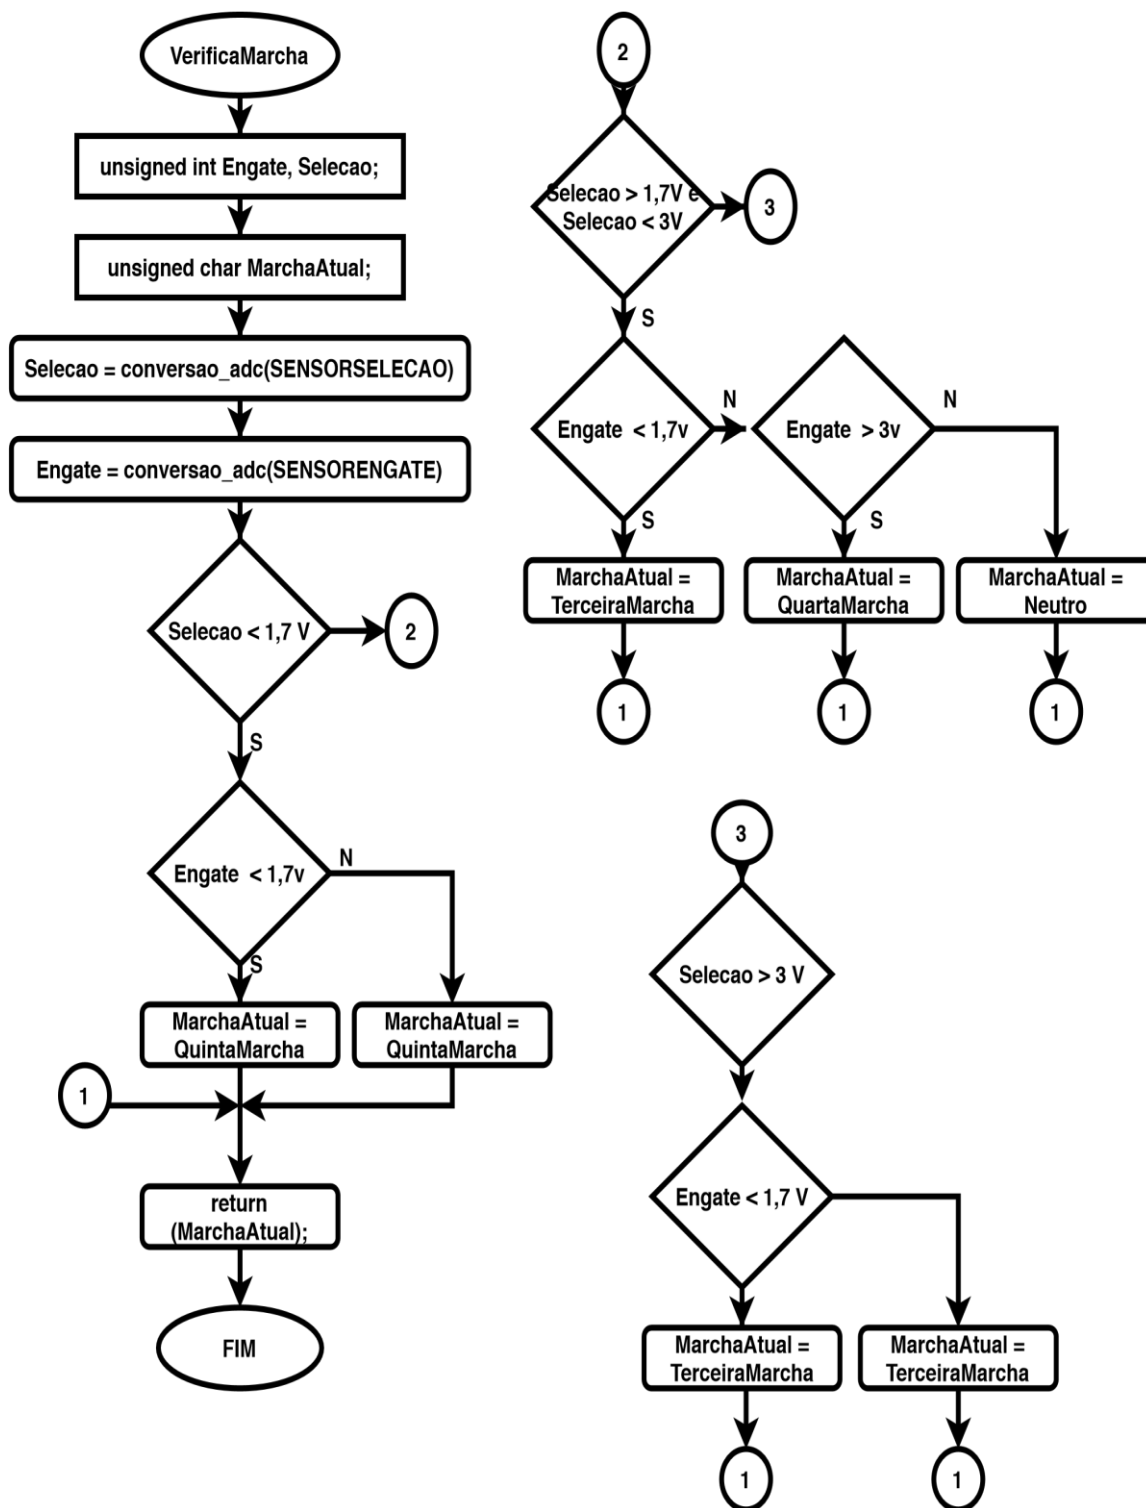 VerificaMarcha
unsigned int Engate, Selecao;
unsigned char MarchaAtual;
Selecao = conversao_adc(SENSORSELECAO)
Engate = conversao_adc(SENSORENGATE)
Selecao < 1,7 V
2
S
Engate < 1,7v
N
S
MarchaAtual =
QuintaMarcha
MarchaAtual =
QuintaMarcha
1
return
(MarchaAtual);
FIM
2
Selecao > 1,7V e
Selecao < 3V
3
S
Engate < 1,7v
N
Engate > 3v
N
S
S
MarchaAtual =
TerceiraMarcha
MarchaAtual =
QuartaMarcha
MarchaAtual =
Neutro
1
1
1
3
Selecao > 3 V
Engate < 1,7 V
MarchaAtual =
TerceiraMarcha
MarchaAtual =
TerceiraMarcha
1
1